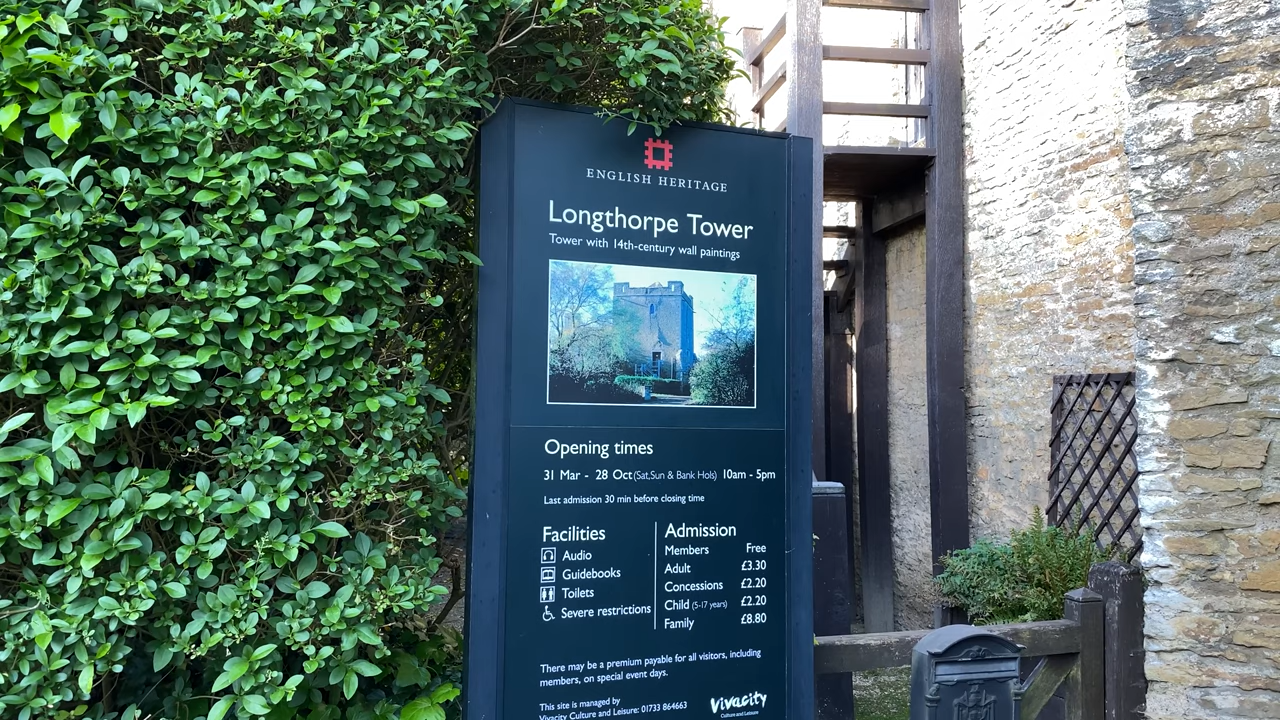 ENGLISH HERITAGE
Longthorpe Tower
Tower with 14th-century wall paintings
Opening times
31 Mar - 28 Oct (Sat,Sun & Bank Hols) 10am - 5pm
Last admission 30 min before closing time
Facilities
Audio
Guidebooks
Toilets
Severe restrictions
Admission
Members Free
Adult £3.30
Concessions £2.20
Child (5-17 years) £2.20
Family £8.80
There may be a premium payable for all visitors, including
members, on special event days.
This site is managed by
Vivacity Culture and Leisure: 01733 864663
Vivacity
Culture and Leisure